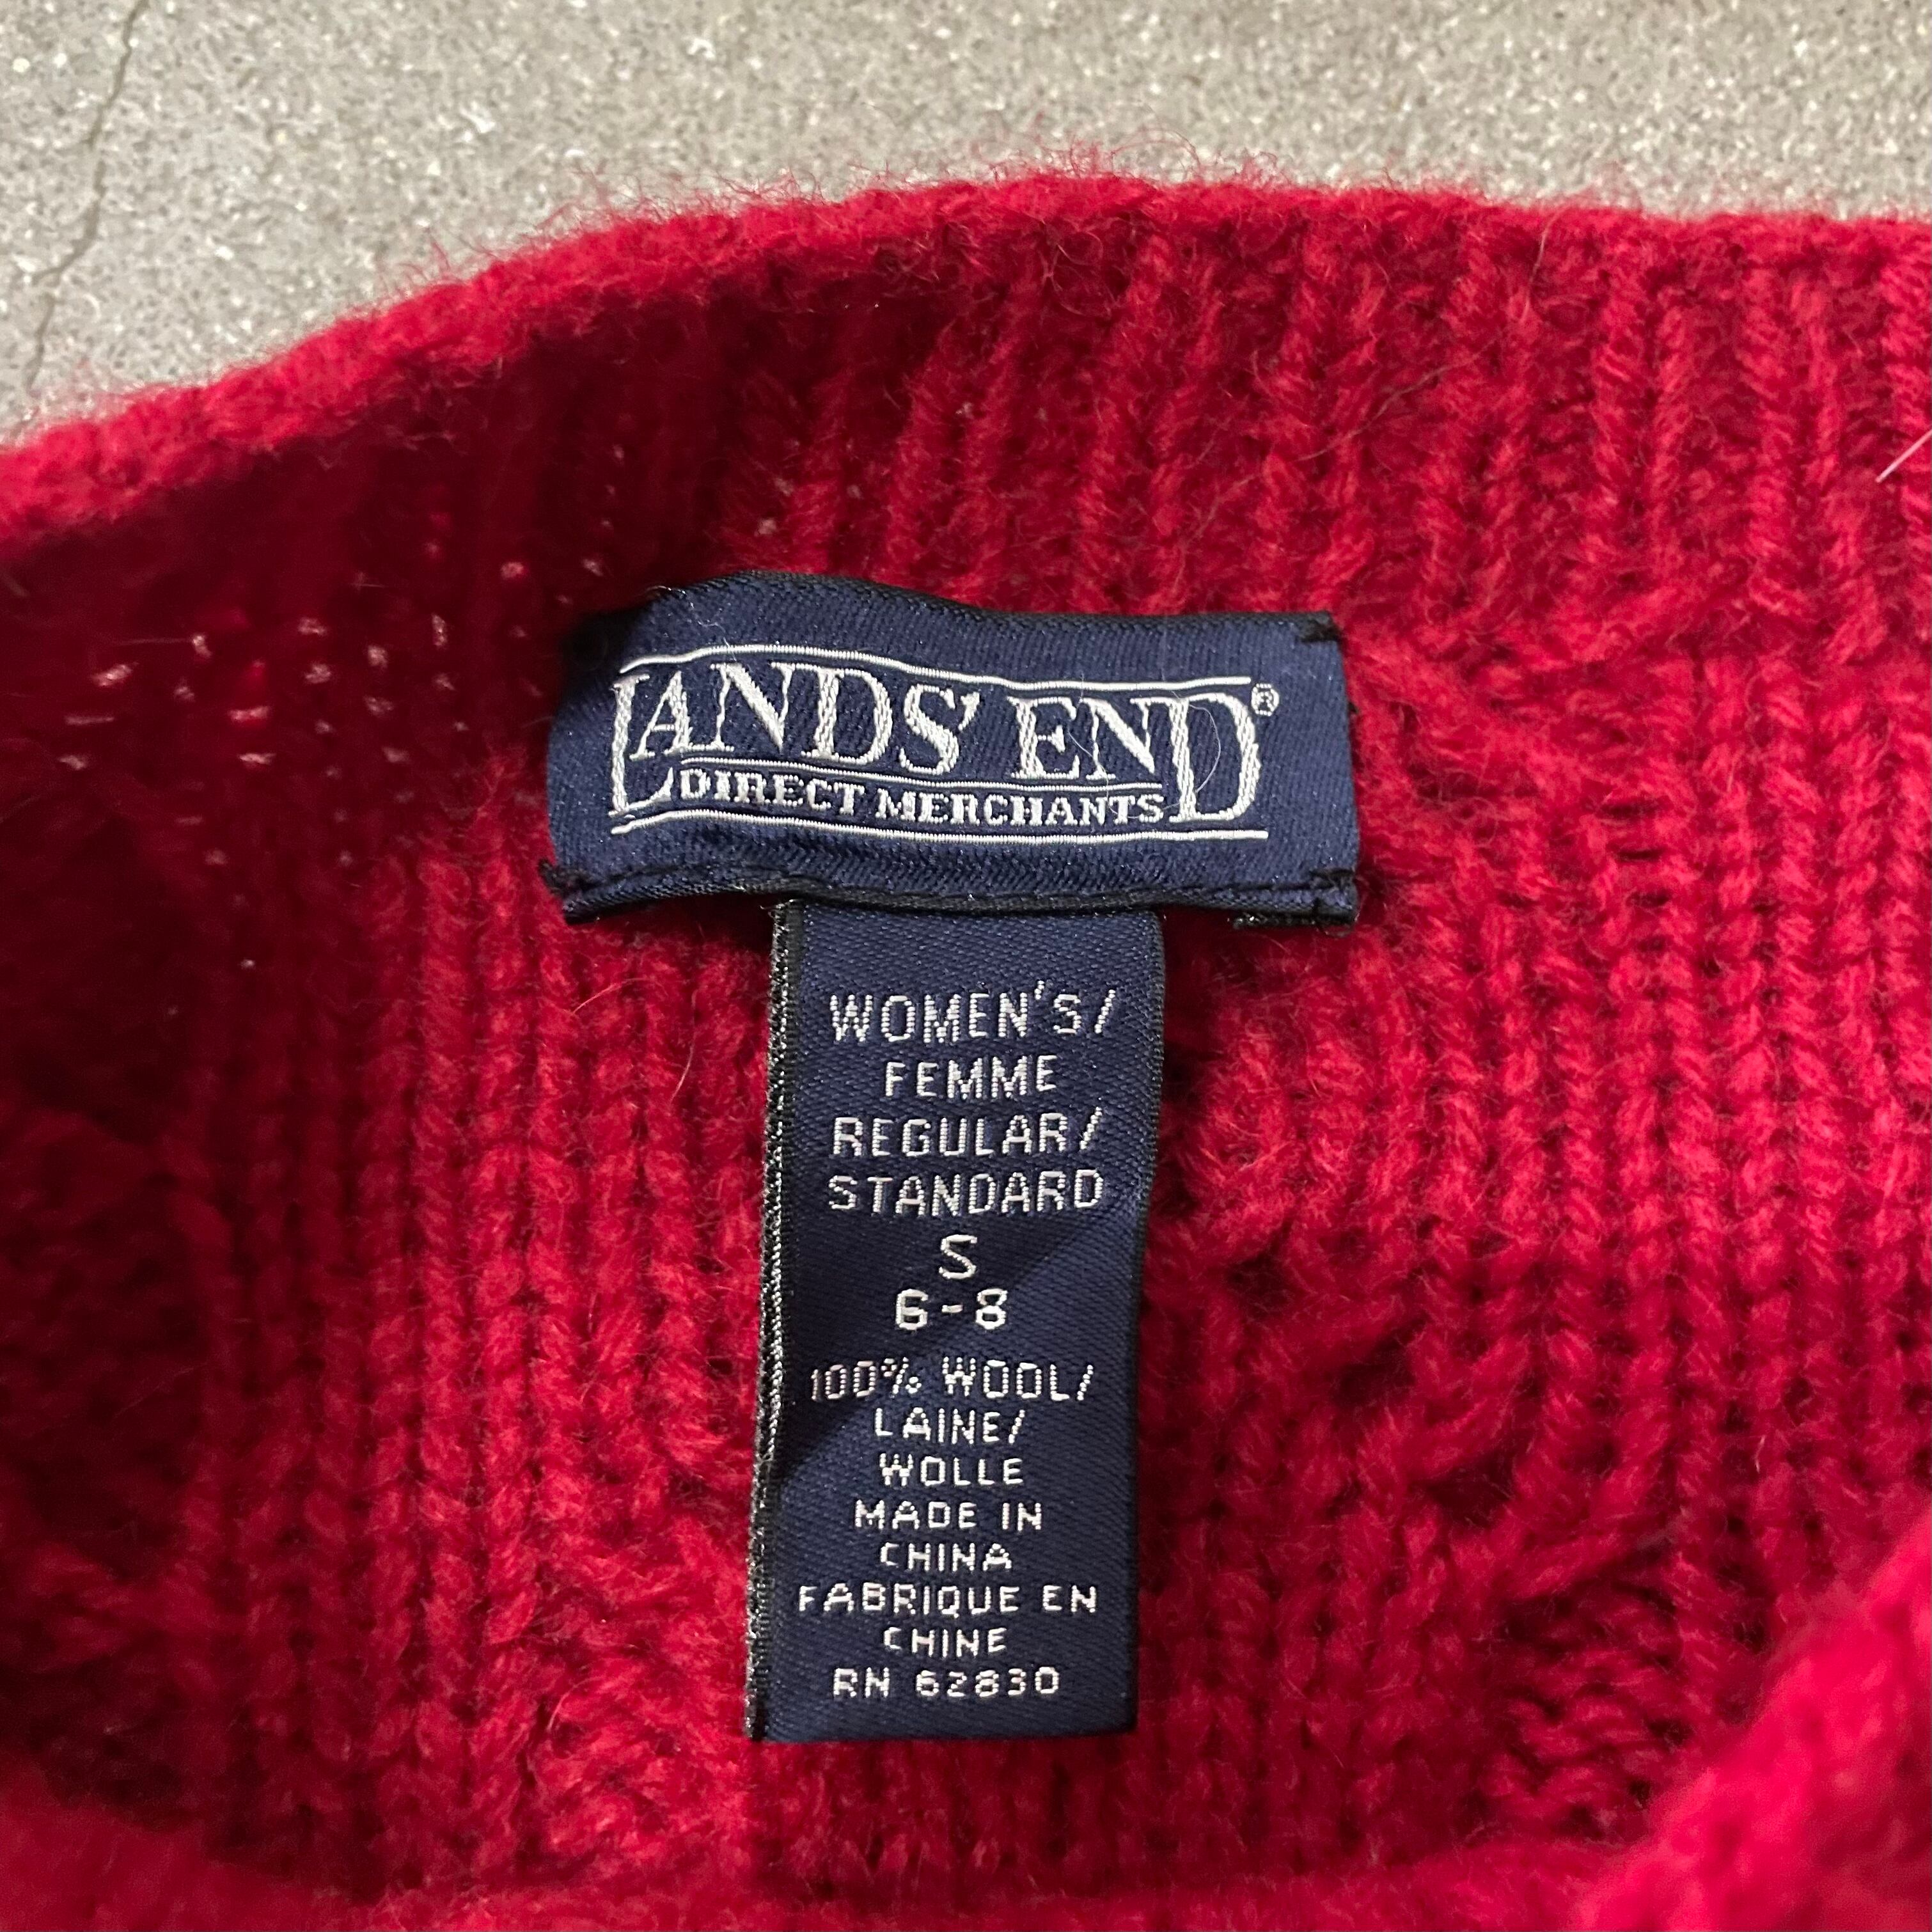 LANDS' END®
DIRECT MERCHANTS
WOMEN'S/
FEMME
REGULAR/
STANDARD
S
6-8
100% WOOL/
LAINE/
WOLLE
MADE IN
CHINA
FABRIQUE EN
CHINE
RN 62830